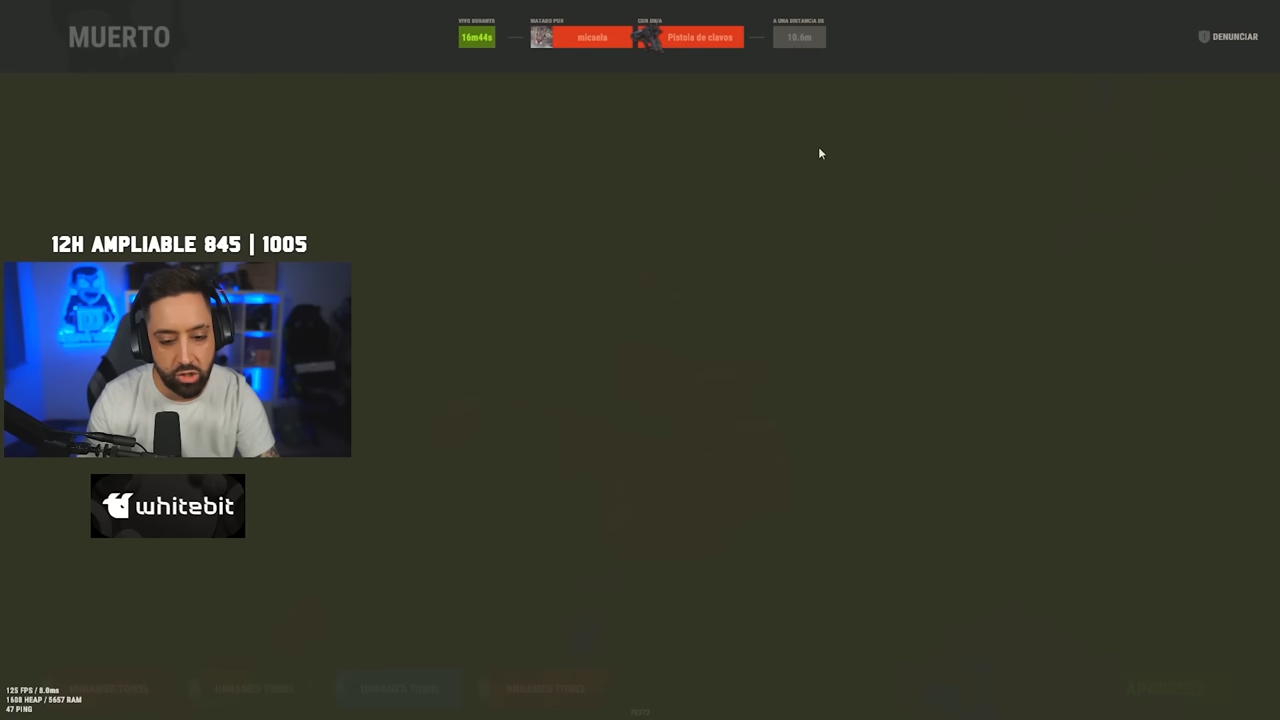 MUERTO
VIVO DURANTE
16m44s
MATADO POR
micaela
CON UN/A
Pistola de clavos
A UNA DISTANCIA DE
10.6m
DENUNCIAR
12H AMPLIABLE 845 | 1005
whitebit
125 FPS / 8.0ms
1608 HEAP / 5657 RAM
47 PING